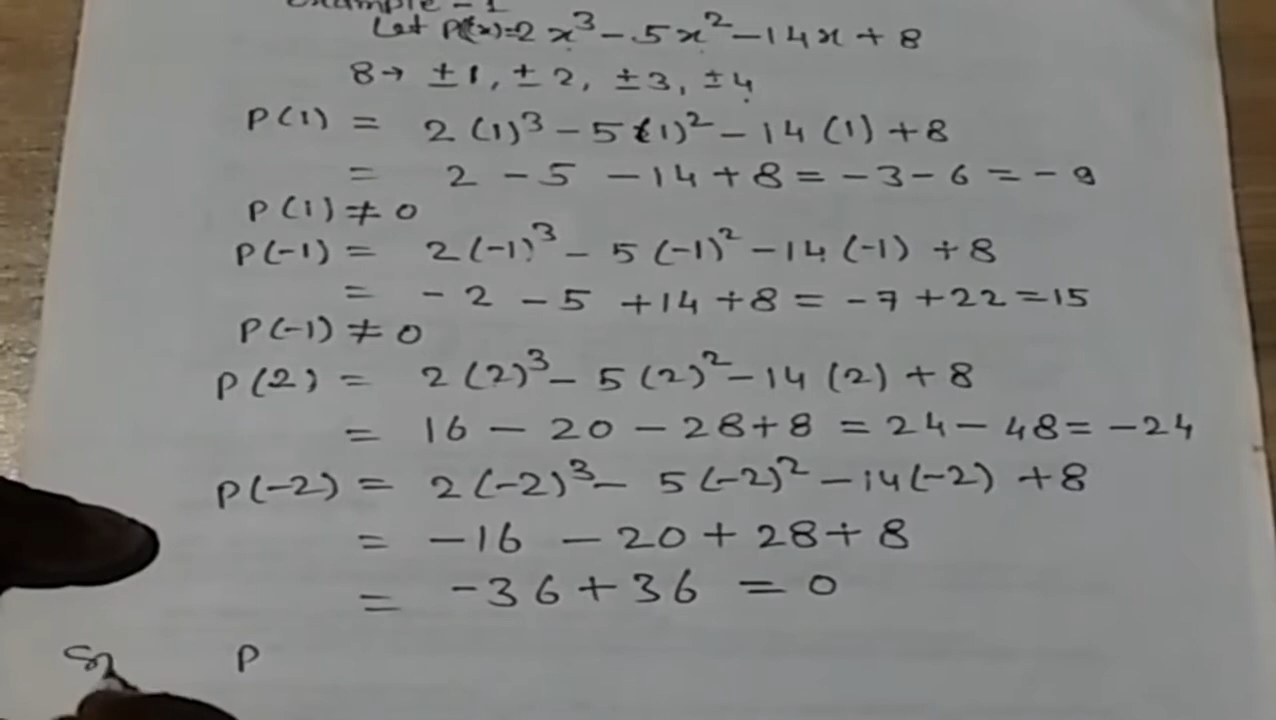 Example - 1
Let P(x)=2x³-5x²-14x+8
8→ ±1, ±2, ±3, ±4
P(1) = 2(1)³-5(1)²-14(1)+8
= 2-5-14+8=-3-6=-9
P(1)≠0
P(-1)= 2(-1)³-5(-1)²-14(-1)+8
= -2-5+14+8=-7+22=15
P(-1)≠0
P(2)= 2(2)³-5(2)²-14(2)+8
= 16-20-28+8=24-48=-24
P(-2)= 2(-2)³-5(-2)²-14(-2)+8
= -16-20+28+8
= -36+36=0
P